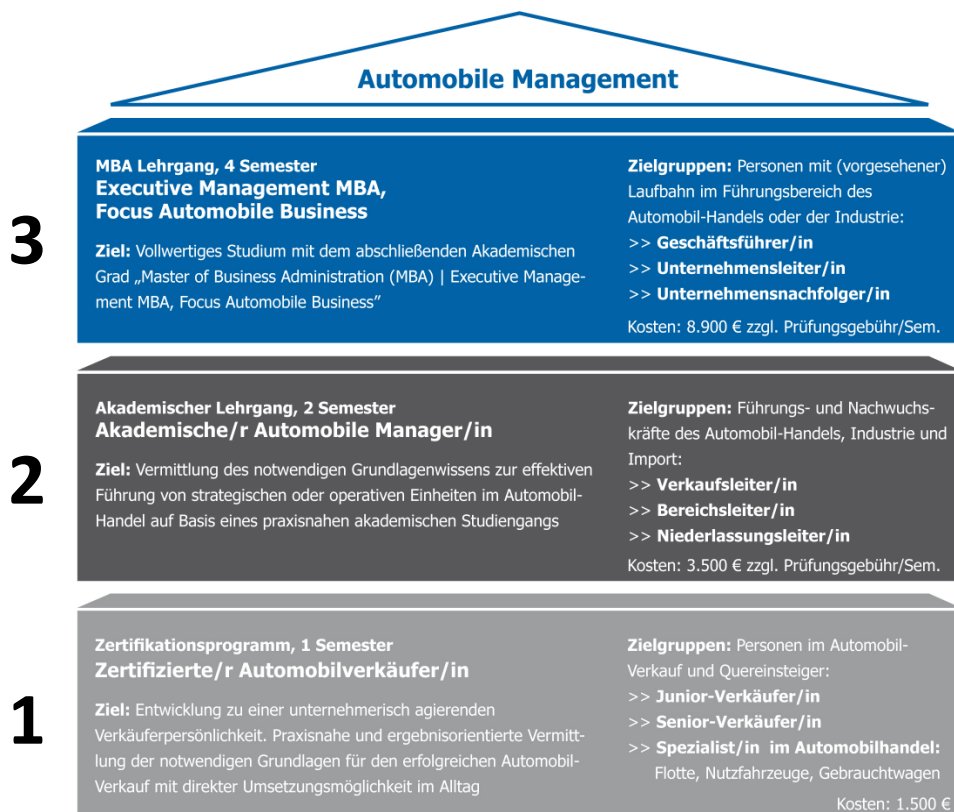 Automobile Management
3
MBA Lehrgang, 4 Semester
Executive Management MBA,
Focus Automobile Business
Ziel: Vollwertiges Studium mit dem abschließenden Akademischen
Grad „Master of Business Administration (MBA) | Executive Manage-
ment MBA, Focus Automobile Business”
Zielgruppen: Personen mit (vorgesehener)
Laufbahn im Führungsbereich des
Automobil-Handels oder der Industrie:
>> Geschäftsführer/in
>> Unternehmensleiter/in
>> Unternehmensnachfolger/in
Kosten: 8.900 € zzgl. Prüfungsgebühr/Sem.
2
Akademischer Lehrgang, 2 Semester
Akademische/r Automobile Manager/in
Ziel: Vermittlung des notwendigen Grundlagenwissens zur effektiven
Führung von strategischen oder operativen Einheiten im Automobil-
Handel auf Basis eines praxisnahen akademischen Studiengangs
Zielgruppen: Führungs- und Nachwuchs-
kräfte des Automobil-Handels, Industrie und
Import:
>> Verkaufsleiter/in
>> Bereichsleiter/in
>> Niederlassungsleiter/in
Kosten: 3.500 € zzgl. Prüfungsgebühr/Sem.
1
Zertifikationsprogramm, 1 Semester
Zertifizierte/r Automobilverkäufer/in
Ziel: Entwicklung zu einer unternehmerisch agierenden
Verkäuferpersönlichkeit. Praxisnahe und ergebnisorientierte Vermitt-
lung der notwendigen Grundlagen für den erfolgreichen Automobil-
Verkauf mit direkter Umsetzungsmöglichkeit im Alltag
Zielgruppen: Personen im Automobil-
Verkauf und Quereinsteiger:
>> Junior-Verkäufer/in
>> Senior-Verkäufer/in
>> Spezialist/in im Automobilhandel:
Flotte, Nutzfahrzeuge, Gebrauchtwagen
Kosten: 1.500 €